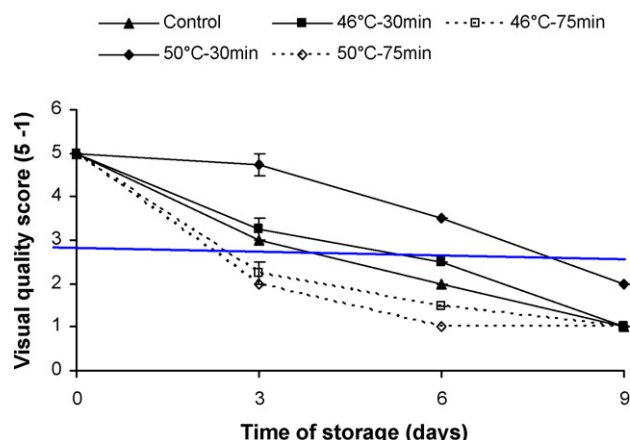 Control 46°C-30min 46°C-75min
50°C-30min 50°C-75min
Visual quality score (5 -1)
6
5
4
3
2
1
0
0 3 6 9
Time of storage (days)